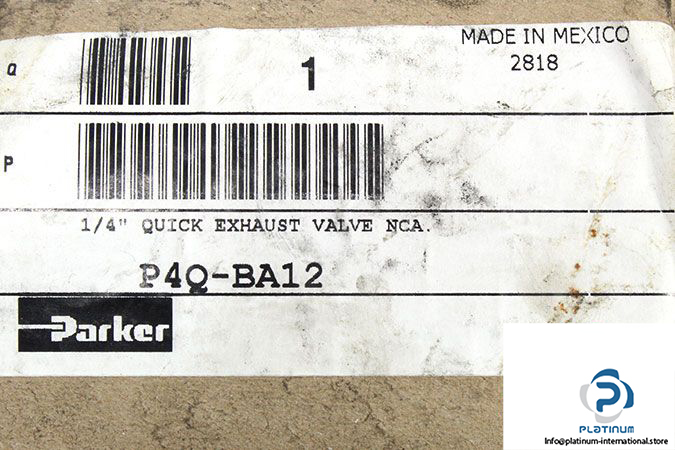 MADE IN MEXICO
2818
Q
1
P
1/4" QUICK EXHAUST VALVE NCA.
P4Q-BA12
Parker
PLATINUM
Info@platinum-international.store